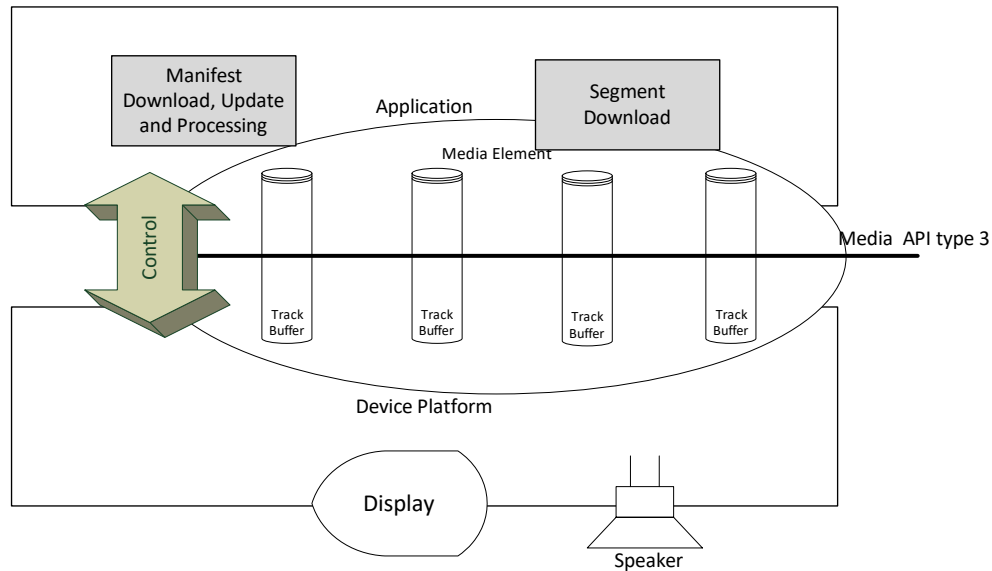 Manifest
Download, Update
and Processing
Segment
Download
Application
Media Element
Control
Media API type 3
Track
Buffer
Track
Buffer
Track
Buffer
Track
Buffer
Device Platform
Display
Speaker